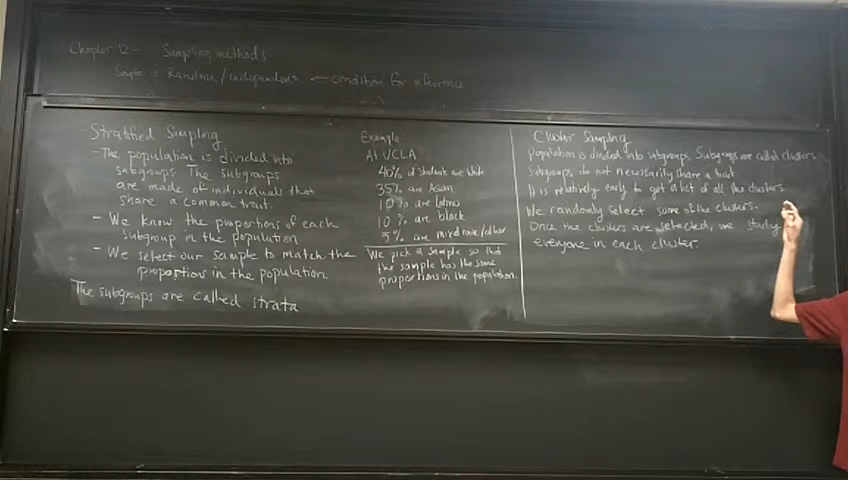 Chapter 12 - Sampling methods.
Sample is Random/independent ← condition for inference
- Stratified Sampling
- The population is divided into
subgroups. The subgroups
are made of individuals that
share a common trait.
- We know the proportions of each
subgroup in the population
- We select our sample to match the
proportions in the population.
The subgroups are called strata
Example
At UCLA
40% of students are white
35% are Asian
10% are latino
10% are black
5% are mixed race/other
We pick a sample so that
the sample has the same
proportions in the population.
Cluster Sampling
Population is divided into subgroups. Subgroups are called clusters
Subgroups do not necessarily share a trait
It is relatively easy to get a list of all the clusters.
We randomly select some of the clusters.
Once the clusters are selected, we study
everyone in each cluster.